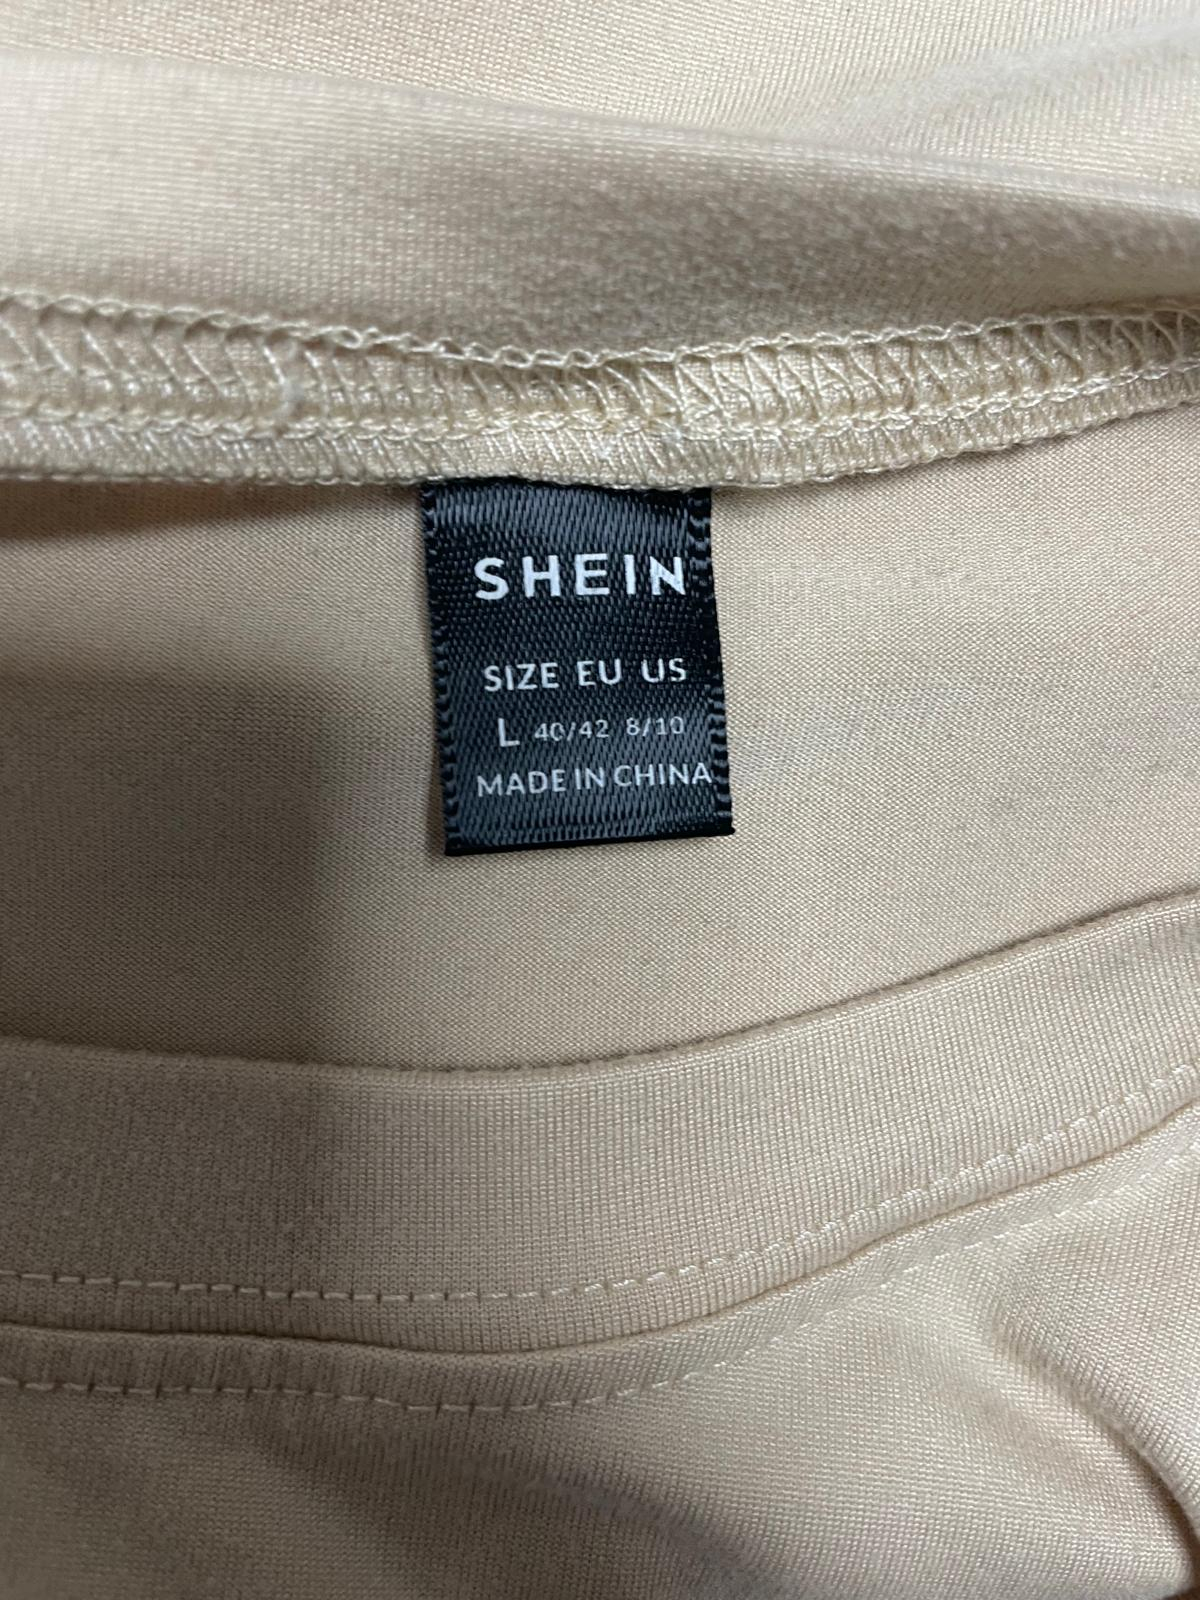 SHEIN
SIZE EU US
L 40/42 8/10
MADE IN CHINA